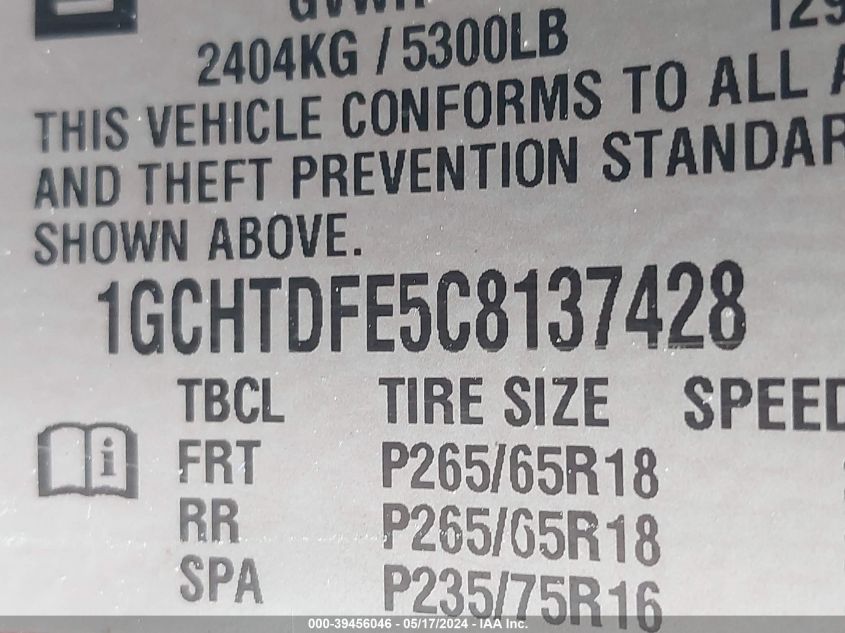 GVWR
2404KG / 5300LB
THIS VEHICLE CONFORMS TO ALL
AND THEFT PREVENTION STANDAR
SHOWN ABOVE.
1GCHTDFE5C8137428
TBCL TIRE SIZE SPEED
FRT P265/65R18
RR P265/65R18
SPA P235/75R16
000-39456046 - 05/17/2024 - IAA Inc.